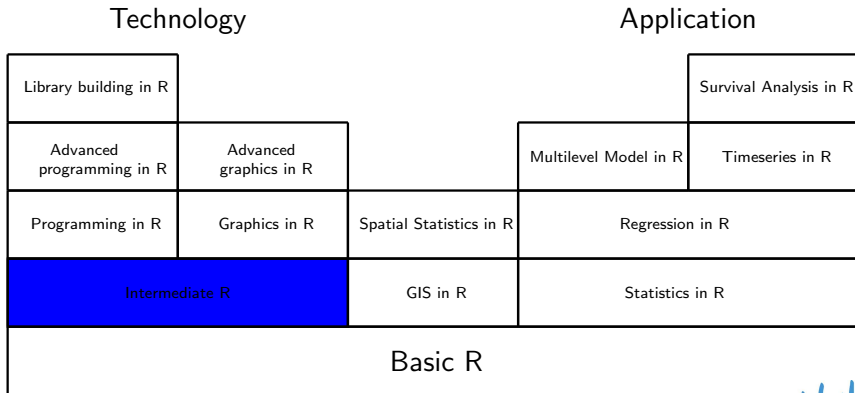 Technology
Application
Library building in R
Survival Analysis in R
Advanced
programming in R
Advanced
graphics in R
Multilevel Model in R
Timeseries in R
Programming in R
Graphics in R
Spatial Statistics in R
Regression in R
Intermediate R
GIS in R
Statistics in R
Basic R